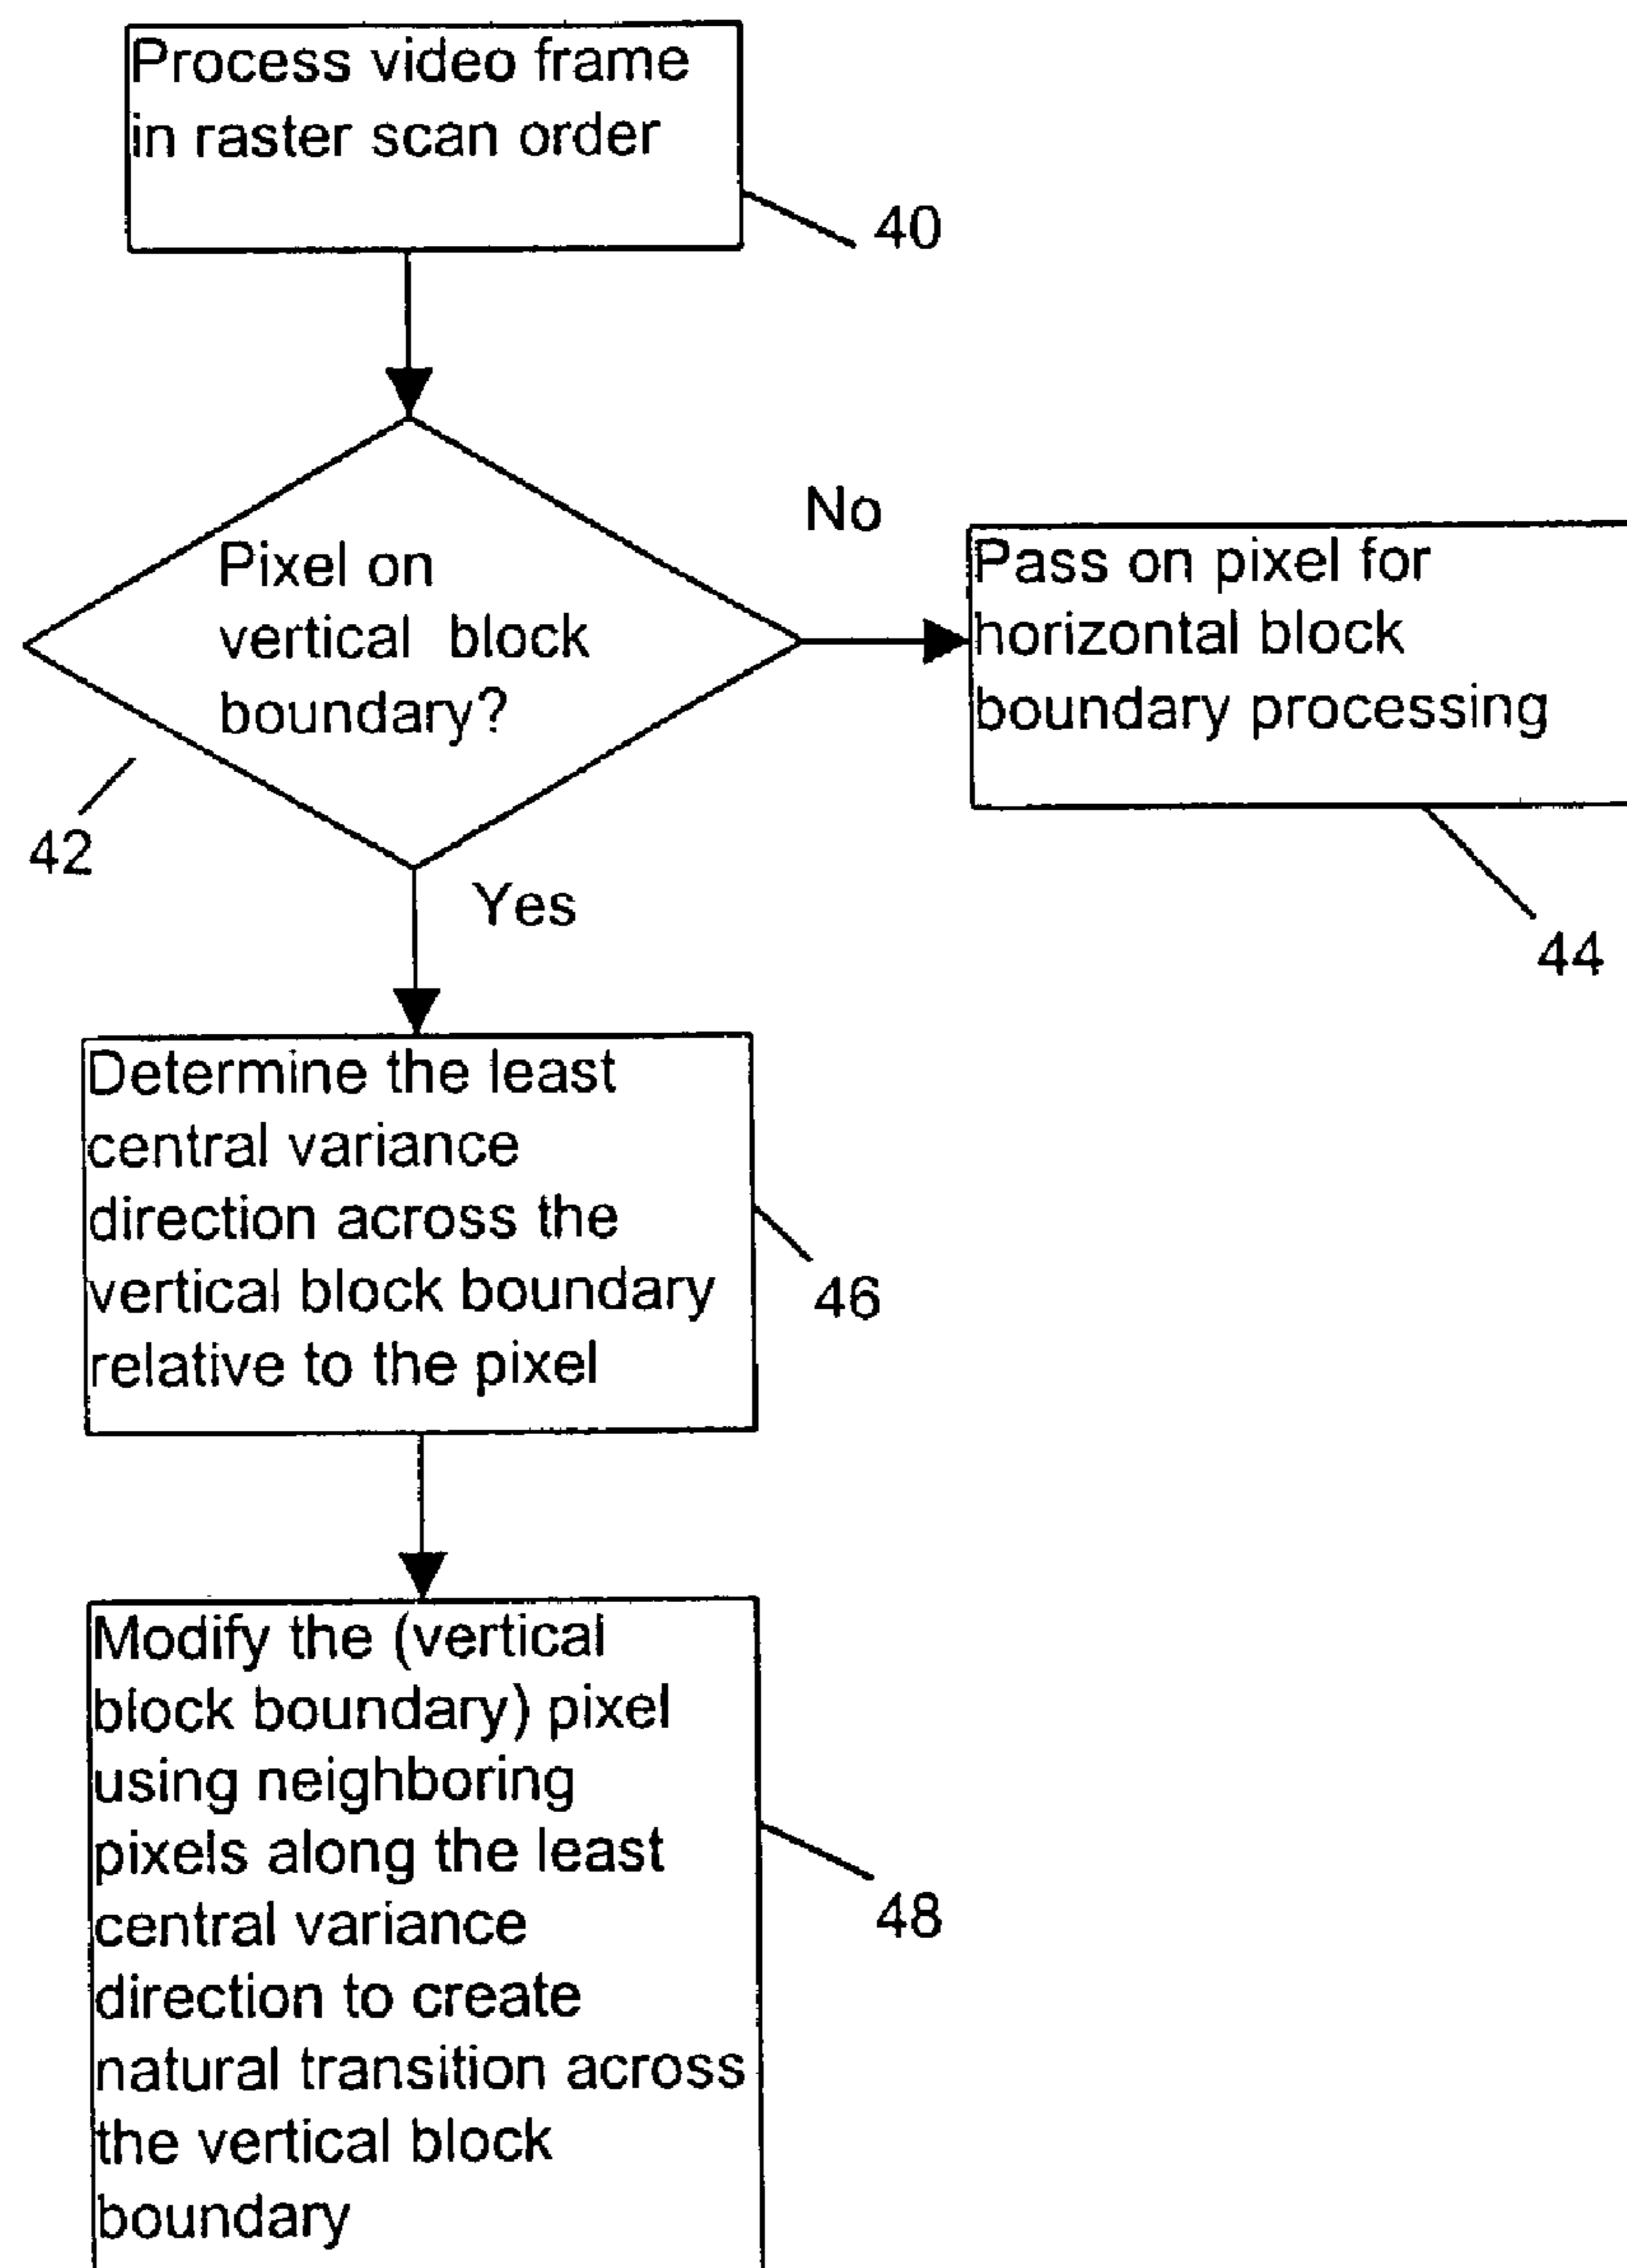 Process video frame
in raster scan order
40
Pixel on
vertical block
boundary?
42
No
Pass on pixel for
horizontal block
boundary processing
44
Yes
Determine the least
central variance
direction across the
vertical block boundary
relative to the pixel
46
Modify the (vertical
block boundary) pixel
using neighboring
pixels along the least
central variance
direction to create
natural transition across
the vertical block
boundary
48